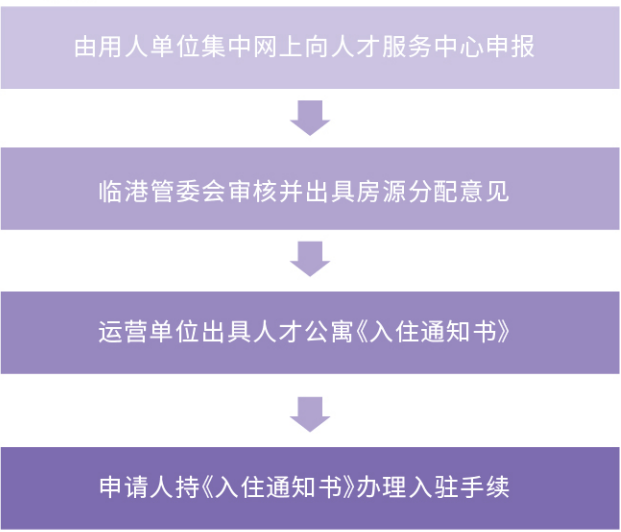 由用人单位集中网上向人才服务中心申报
临港管委会审核并出具房源分配意见
运营单位出具人才公寓《入住通知书》
申请人持《入住通知书》办理入驻手续